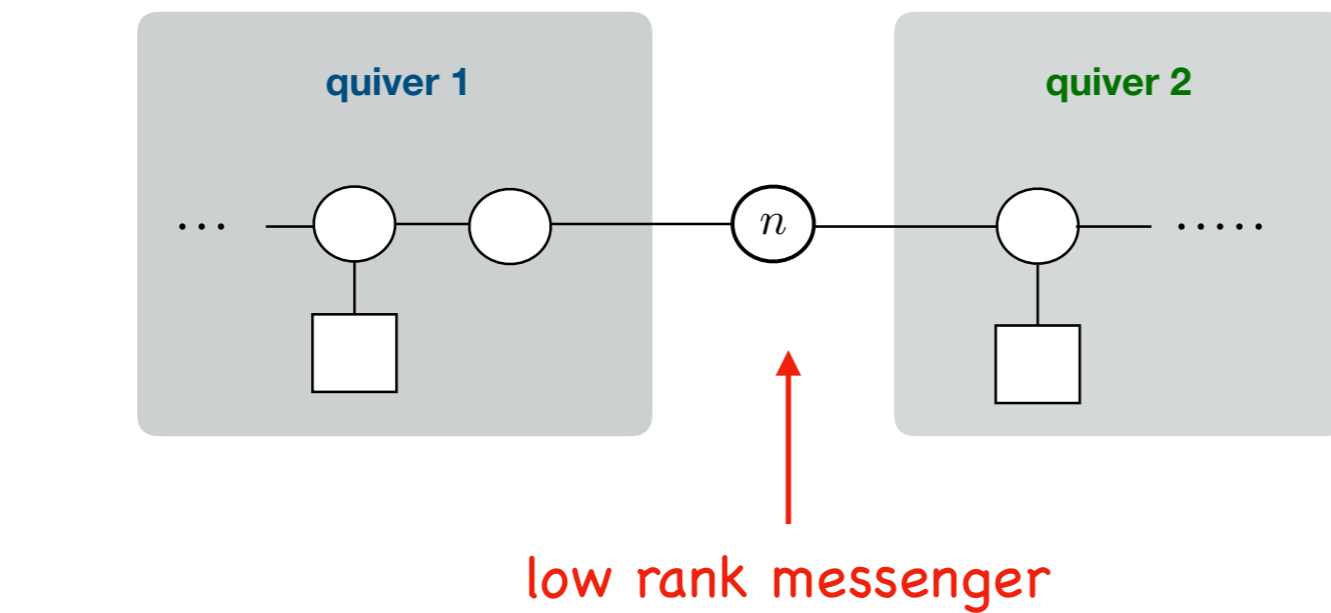 quiver 1
quiver 2
...
n
.....
low rank messenger